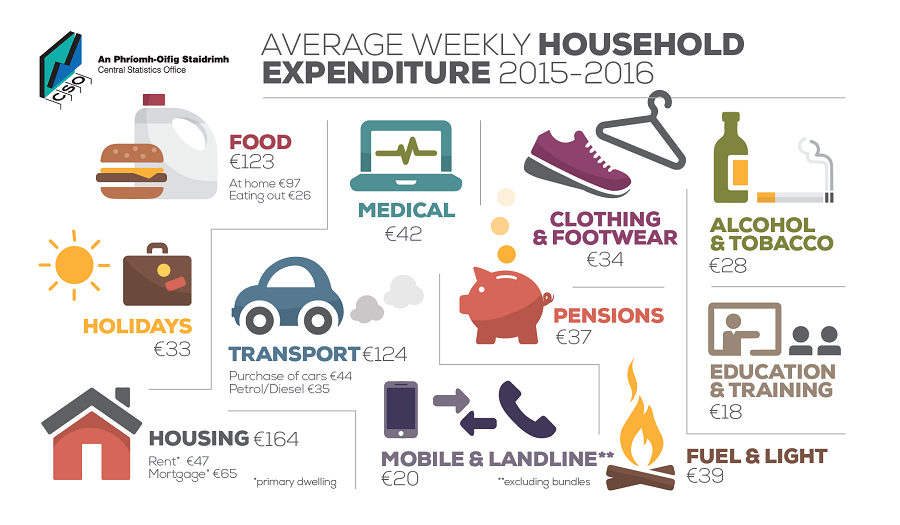 An Phríomh-Oifig Staidrimh
Central Statistics Office
CSO
AVERAGE WEEKLY HOUSEHOLD
EXPENDITURE 2015-2016
FOOD
€123
At home €97
Eating out €26
MEDICAL
€42
CLOTHING
& FOOTWEAR
€34
ALCOHOL
& TOBACCO
€28
HOLIDAYS
€33
TRANSPORT €124
Purchase of cars €44
Petrol/Diesel €35
PENSIONS
€37
EDUCATION
& TRAINING
€18
HOUSING €164
Rent* €47
Mortgage* €65
*primary dwelling
MOBILE & LANDLINE**
€20
**excluding bundles
FUEL & LIGHT
€39